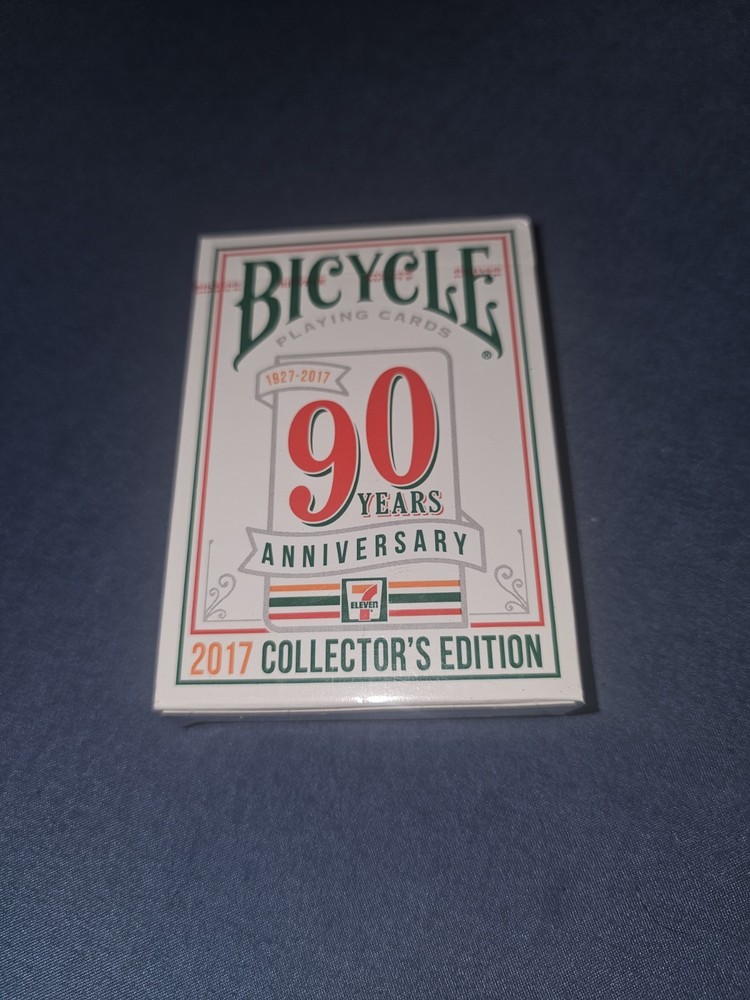 BICYCLE
PLAYING CARDS
®
1927-2017
90
YEARS
ANNIVERSARY
7
ELEVEN
2017 COLLECTOR'S EDITION